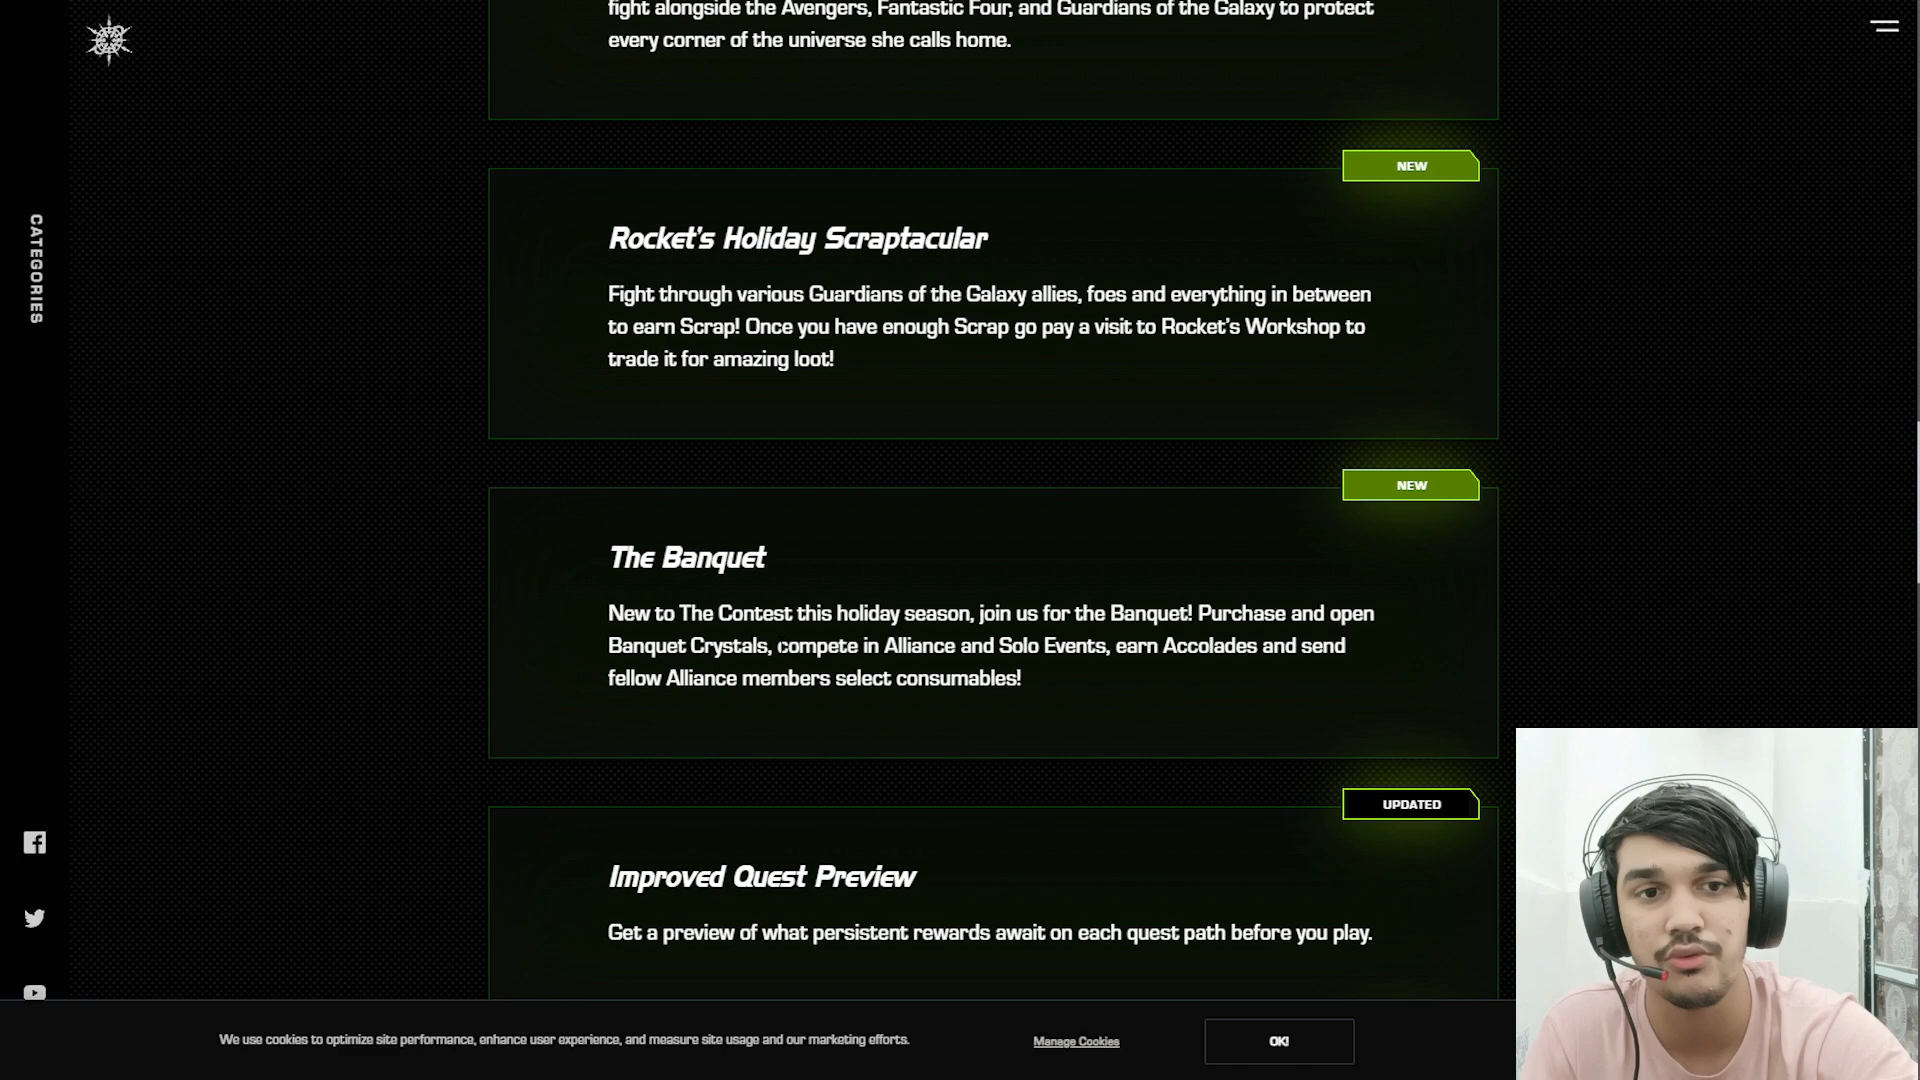 fight alongside the Avengers, Fantastic Four, and Guardians of the Galaxy to protect
every corner of the universe she calls home.
CATEGORIES
NEW
Rocket's Holiday Scraptacular
Fight through various Guardians of the Galaxy allies, foes and everything in between
to earn Scrap! Once you have enough Scrap go pay a visit to Rocket's Workshop to
trade it for amazing loot!
NEW
The Banquet
New to The Contest this holiday season, join us for the Banquet! Purchase and open
Banquet Crystals, compete in Alliance and Solo Events, earn Accolades and send
fellow Alliance members select consumables!
UPDATED
Improved Quest Preview
Get a preview of what persistent rewards await on each quest path before you play.
We use cookies to optimize site performance, enhance user experience, and measure site usage and our marketing efforts.
Manage Cookies
OK!